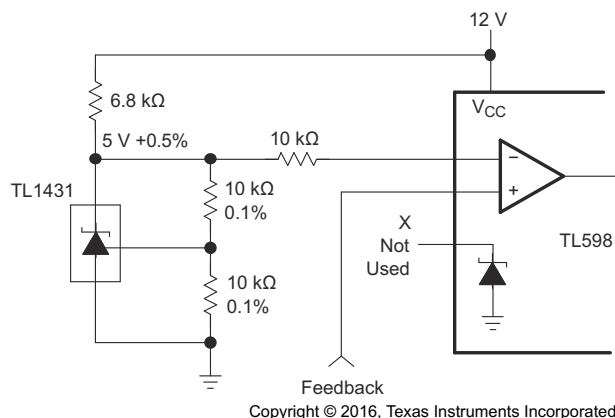 12 V
6.8 kΩ
V_CC
5 V +0.5%
10 kΩ
−
+
TL1431
10 kΩ
0.1%
X
Not
Used
TL598
10 kΩ
0.1%
Feedback
Copyright © 2016, Texas Instruments Incorporated